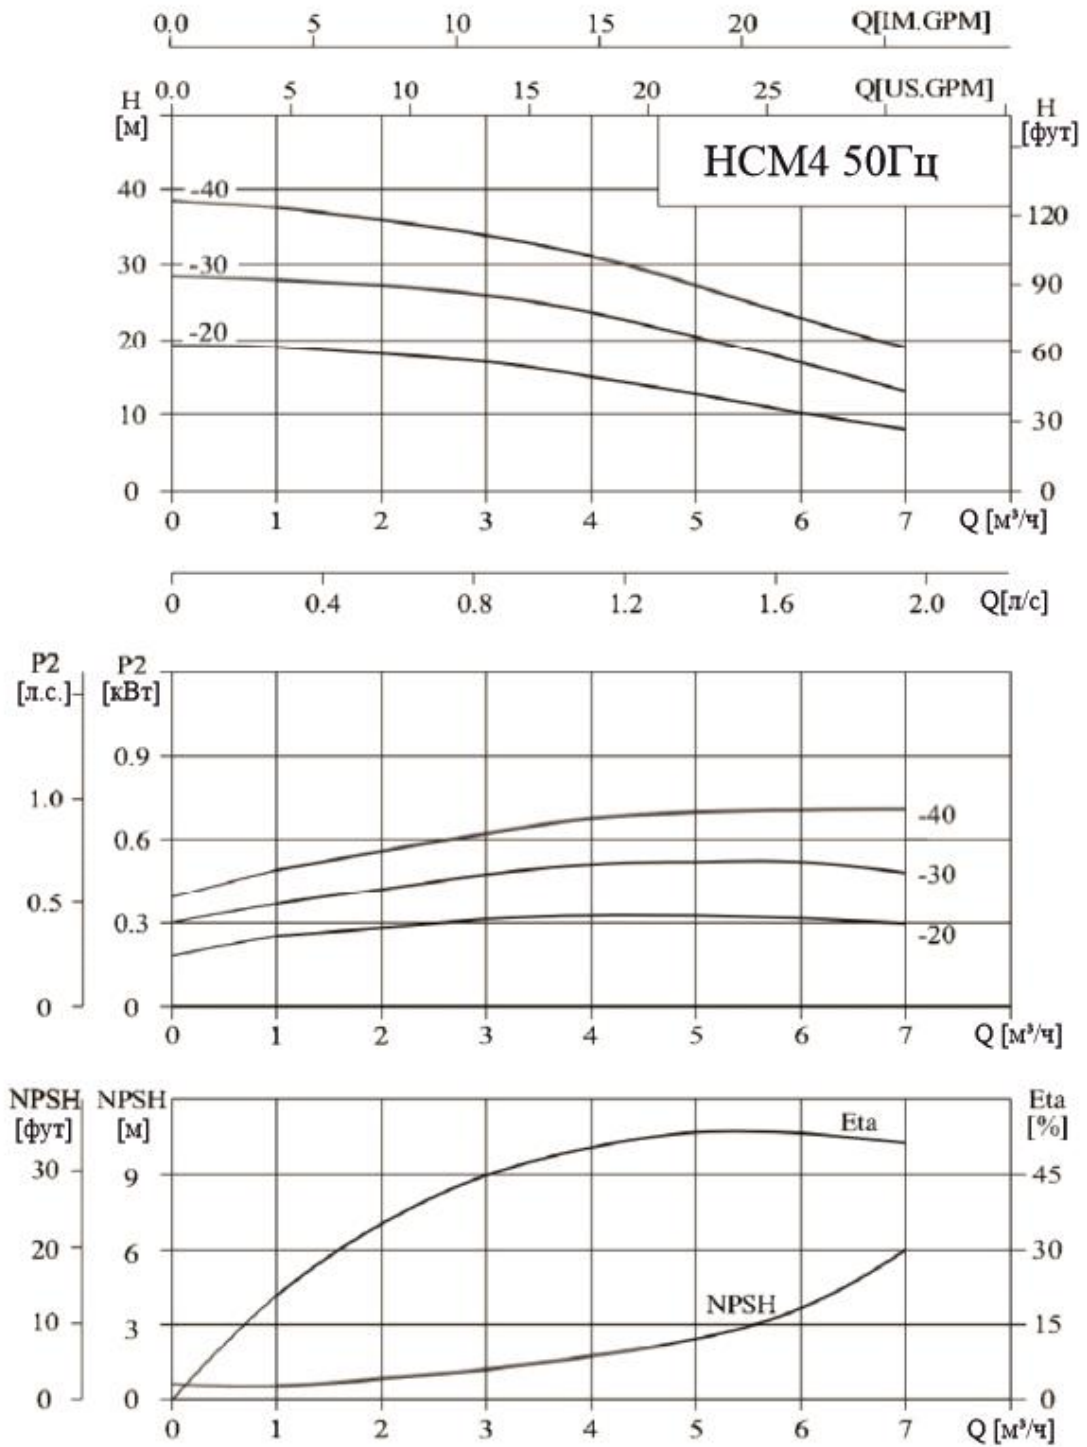 0.0 5 10 15 20 Q[IM.GPM]
0.0 5 10 15 20 25 Q[US.GPM]
H
[м]
H
[фут]
НСМ4 50Гц
40 -40
120
30 -30
90
20 -20
60
10
30
0
0
0 1 2 3 4 5 6 7 Q [м³/ч]
0 0.4 0.8 1.2 1.6 2.0 Q[л/с]
P2
[л.с.]
P2
[кВт]
0.9
1.0
-40
0.6
-30
0.5
0.3
-20
0 0
0 1 2 3 4 5 6 7 Q [м³/ч]
NPSH
[фут]
NPSH
[м]
Eta
[%]
Eta
30 9 45
20 6 30
NPSH
10 3 15
0 0 0
0 1 2 3 4 5 6 7 Q [м³/ч]